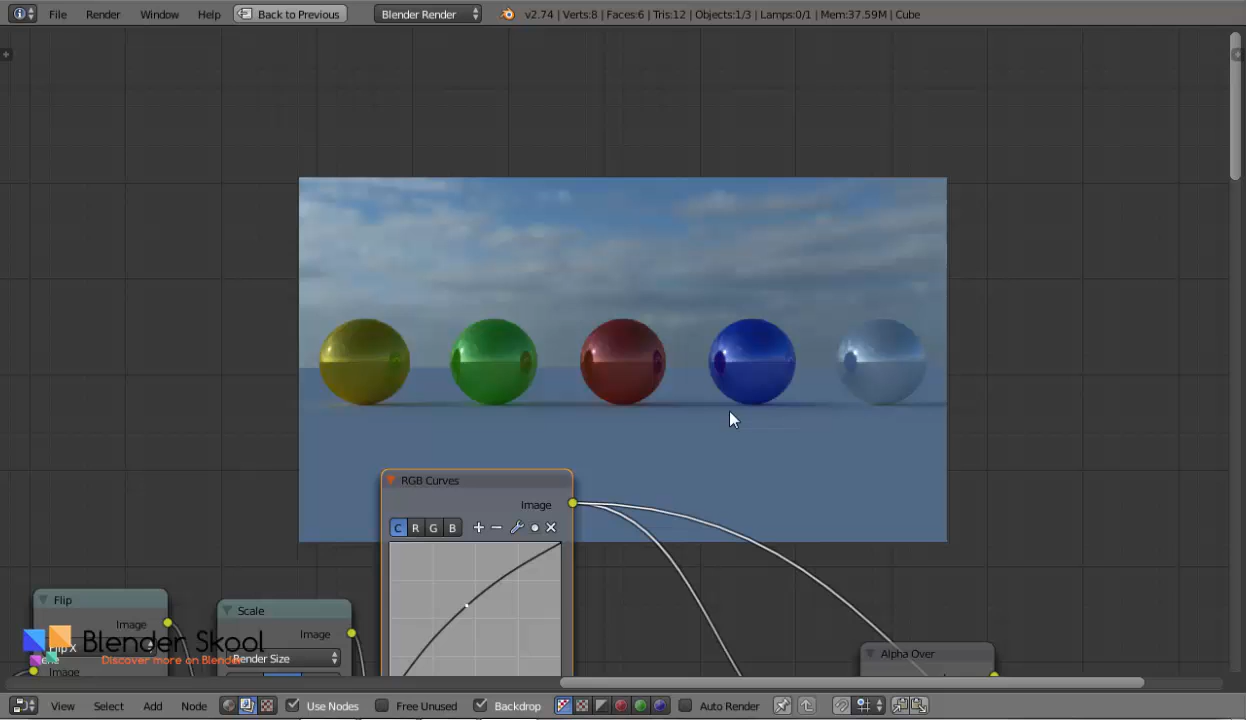 File Render Window Help Back to Previous Blender Render v2.74 | Verts:8 | Faces:6 | Tris:12 | Objects:1/3 | Lamps:0/1 | Mem:37.59M | Cube
RGB Curves
Image
C R G B
Flip
Image
Flip X
Image
Scale
Image
Render Size
Blender Skool
Discover more on Blender
Alpha Over
View Select Add Node Use Nodes Free Unused Backdrop Auto Render